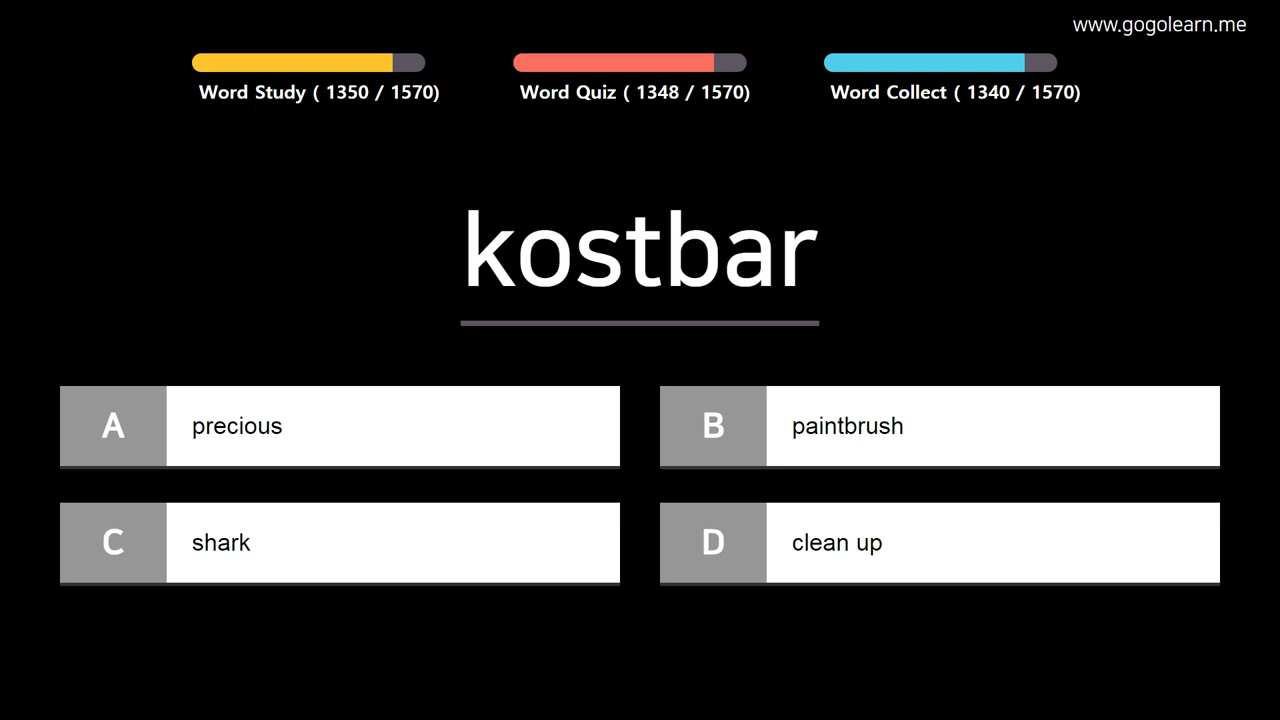 www.gogolearn.me
Word Study ( 1350 / 1570)
Word Quiz ( 1348 / 1570)
Word Collect ( 1340 / 1570)
kostbar
A precious
B paintbrush
C shark
D clean up